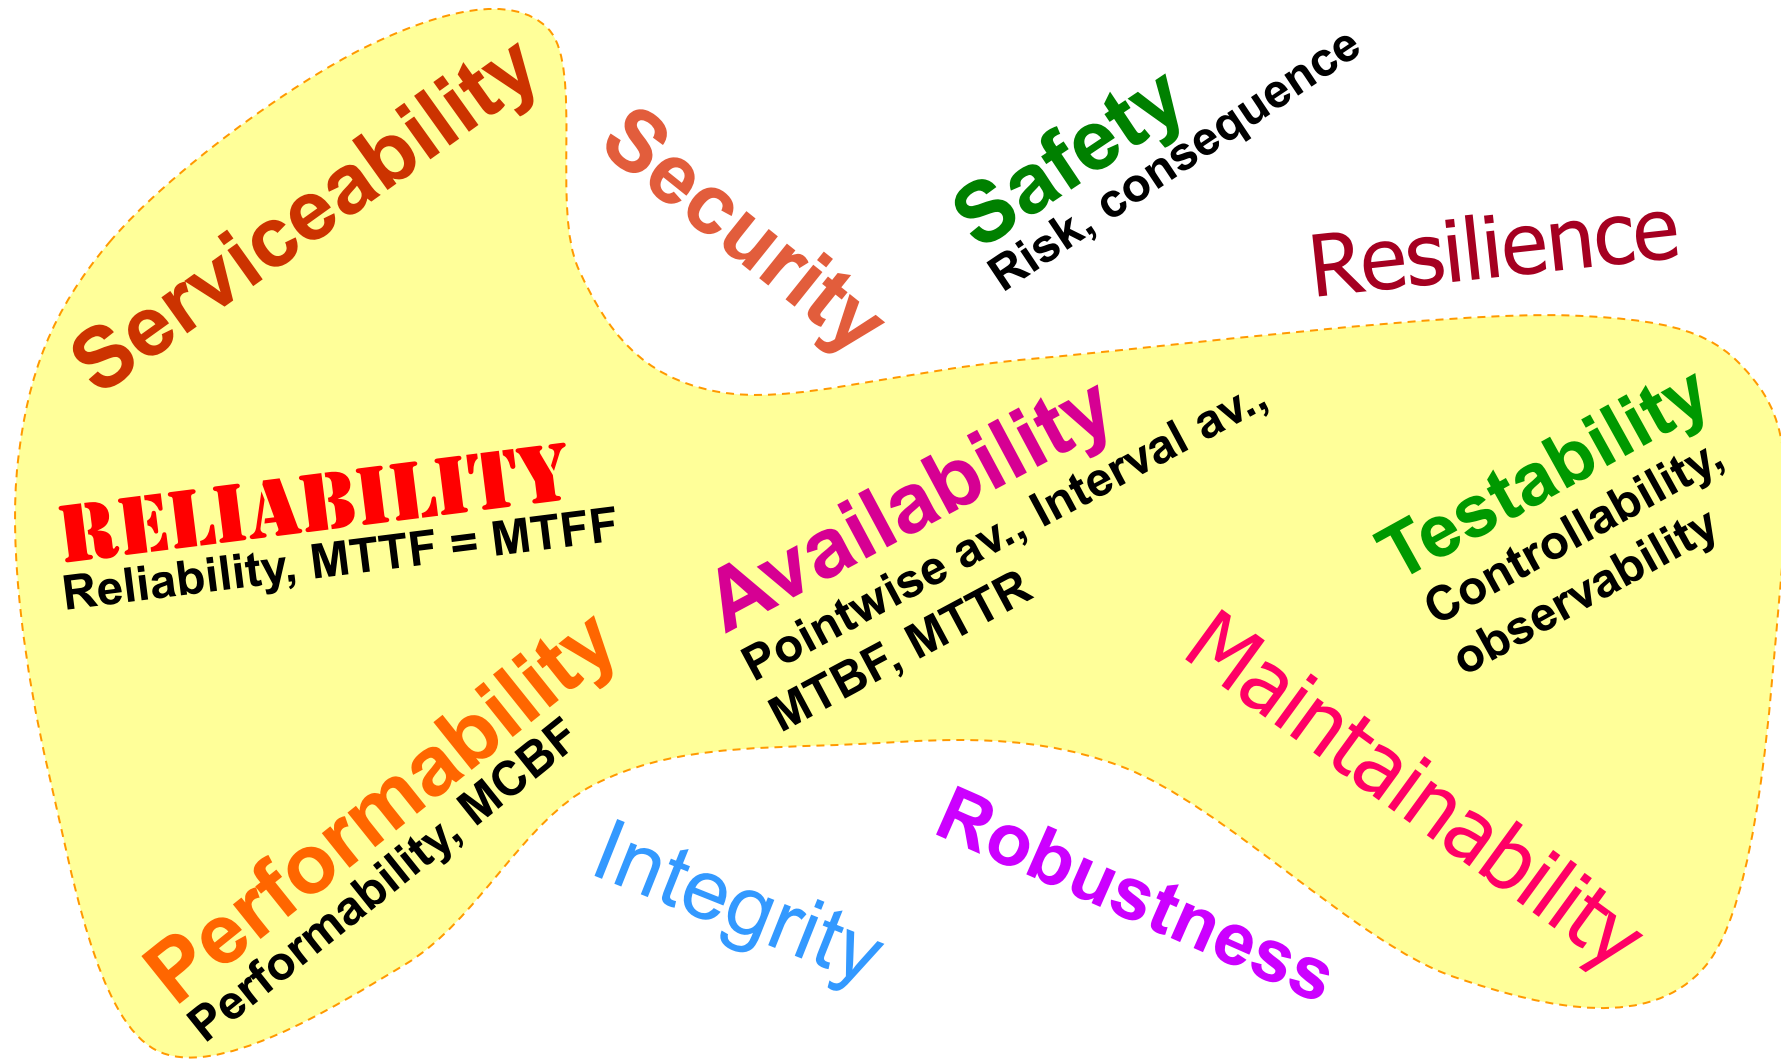 Serviceability
Security
Safety
Risk, consequence
Resilience
RELIABILITY
Reliability, MTTF = MTFF
Availability
Pointwise av., Interval av.,
MTBF, MTTR
Testability
Controllability,
observability
Performability
Performability, MCBF
Maintainability
Integrity
Robustness